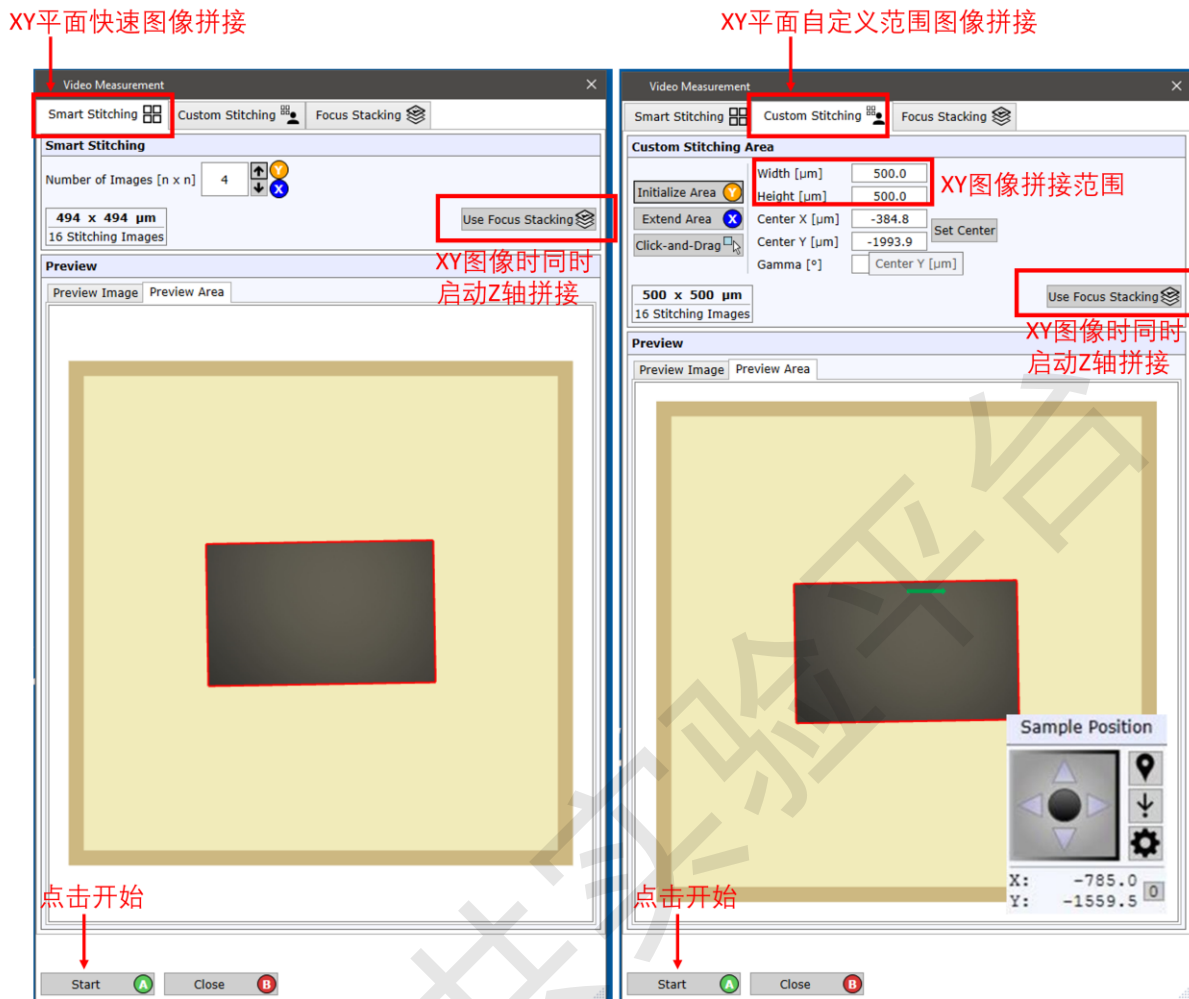 XY平面快速图像拼接
Video Measurement
Smart Stitching
Custom Stitching
Focus Stacking
Smart Stitching
Number of Images [n x n]
4
Y
X
494 x 494 μm
16 Stitching Images
Use Focus Stacking
XY图像时同时
启动Z轴拼接
Preview
Preview Image
Preview Area
点击开始
Start A
Close B
XY平面自定义范围图像拼接
Video Measurement
Smart Stitching
Custom Stitching
Focus Stacking
Custom Stitching Area
Initialize Area Y
Extend Area X
Click-and-Drag
Width [μm] 500.0
Height [μm] 500.0
XY图像拼接范围
Center X [μm] -384.8
Center Y [μm] -1993.9
Set Center
Gamma [°]
Center Y [μm]
500 x 500 μm
16 Stitching Images
Use Focus Stacking
XY图像时同时
启动Z轴拼接
Preview
Preview Image
Preview Area
Sample Position
X: -785.0
Y: -1559.5
0
点击开始
Start A
Close B
共实验平台